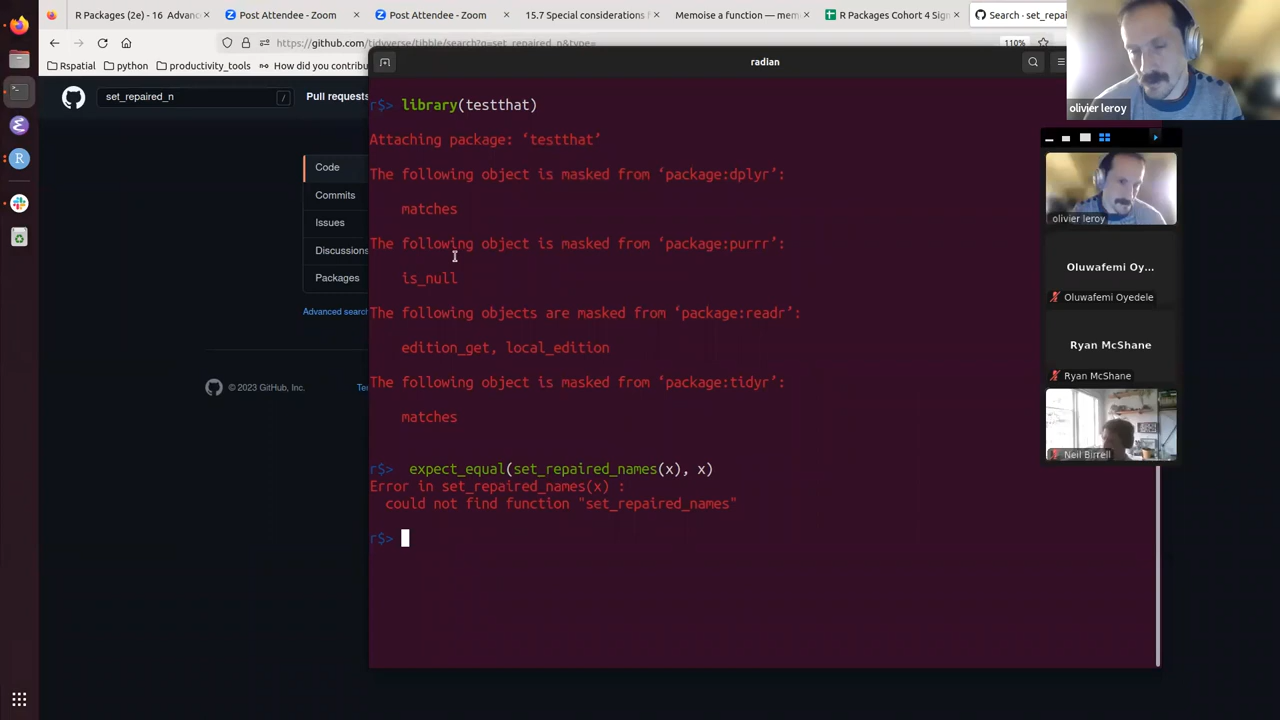 R Packages (2e) - 16 Advan
Post Attendee - Zoom
Post Attendee - Zoom
15.7 Special considerations f
Memoise a function — mem
R Packages Cohort 4 Sign
Search · set_repai
https://github.com/tidyverse/tibble/search?q=set_repaired_n&type=
110%
Rspatial
python
productivity_tools
How did you contribu
radian
set_repaired_n
/
Pull requests
Code
Commits
Issues
Discussions
Packages
Advanced search
© 2023 GitHub, Inc.
Te
r$> library(testthat)
Attaching package: ‘testthat’
The following object is masked from ‘package:dplyr’:
matches
The following object is masked from ‘package:purrr’:
is_null
The following objects are masked from ‘package:readr’:
edition_get, local_edition
The following object is masked from ‘package:tidyr’:
matches
r$> expect_equal(set_repaired_names(x), x)
Error in set_repaired_names(x) :
could not find function "set_repaired_names"
r$>
olivier leroy
olivier leroy
Oluwafemi Oy...
Oluwafemi Oyedele
Ryan McShane
Ryan McShane
Neil Birrell